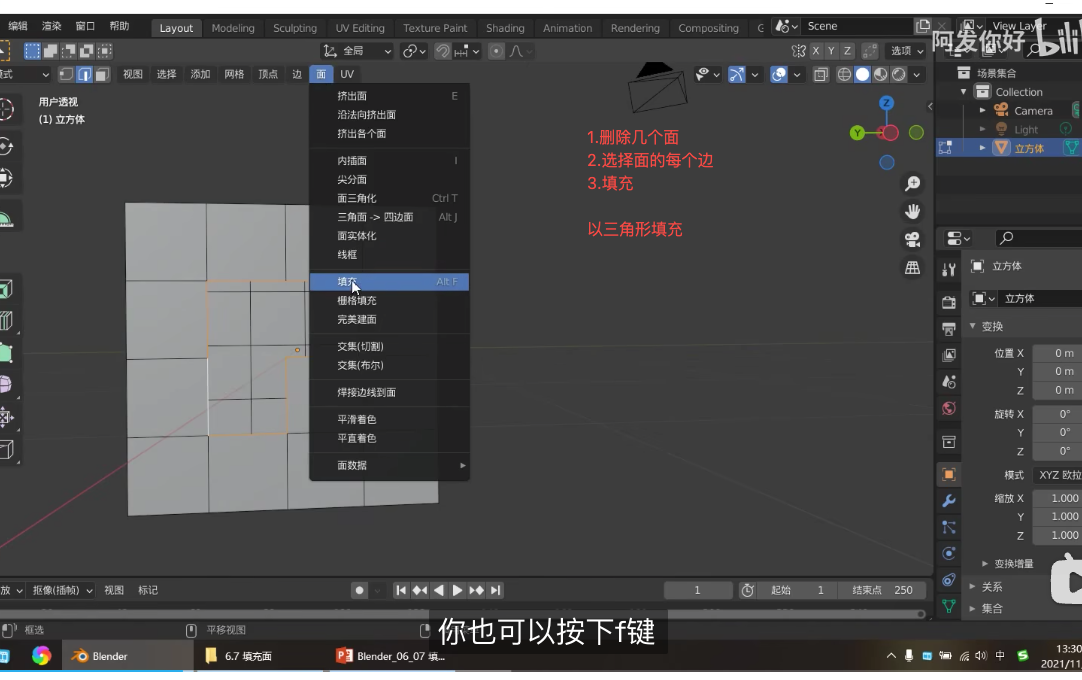 编辑 渲染 窗口 帮助 Layout Modeling Sculpting UV Editing Texture Paint Shading Animation Rendering Compositing Scene View Layer
阿发你好 bili
全局 X Y Z 选项
视图 选择 添加 网格 顶点 边 面 UV
用户透视
(1) 立方体
挤出面 E
沿法向挤出面
挤出各个面
内插面 I
尖分面
面三角化 Ctrl T
三角面 -> 四边面 Alt J
面实体化
线框
填充 Alt F
栅格填充
完美建面
交集(切割)
交集(布尔)
焊接边线到面
平滑着色
平直着色
面数据
1.删除几个面
2.选择面的每个边
3.填充
以三角形填充
Z
Y
场景集合
Collection
Camera
Light
立方体
立方体
立方体
变换
位置 X 0 m
Y 0 m
Z 0 m
旋转 X 0°
Y 0°
Z 0°
模式 XYZ 欧拉
缩放 X 1.000
Y 1.000
Z 1.000
变换增量
关系
集合
放 抠像(插帧) 视图 标记 1 起始 1 结束点 250
框选 平移视图
你也可以按下f键
Blender 6.7 填充面 Blender_06_07 填... 中 13:30
2021/11